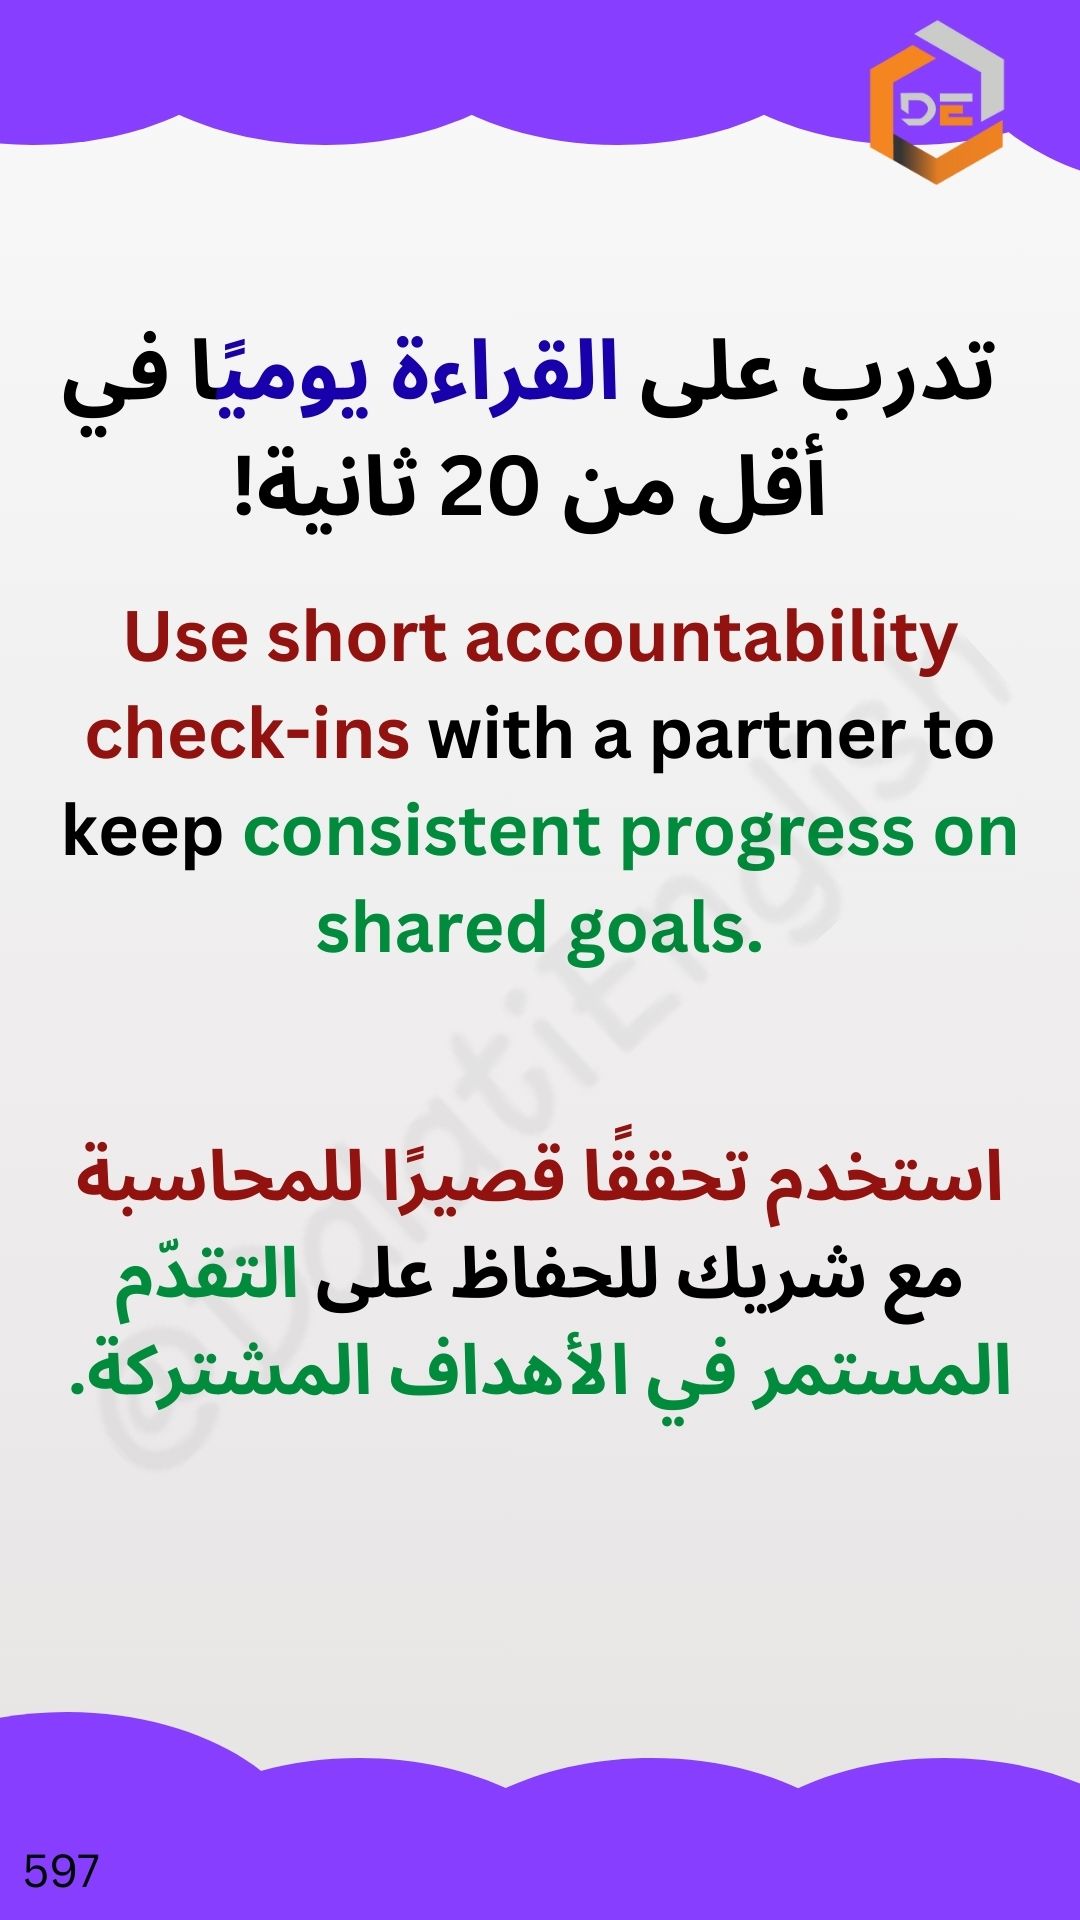 DE
تدرب على القراءة يوميًا في
أقل من 20 ثانية!
Use short accountability
check-ins with a partner to
keep consistent progress on
shared goals.
استخدم تحققًا قصيرًا للمحاسبة
مع شريك للحفاظ على التقدّم
المستمر في الأهداف المشتركة.
@DalatiEnglish
597